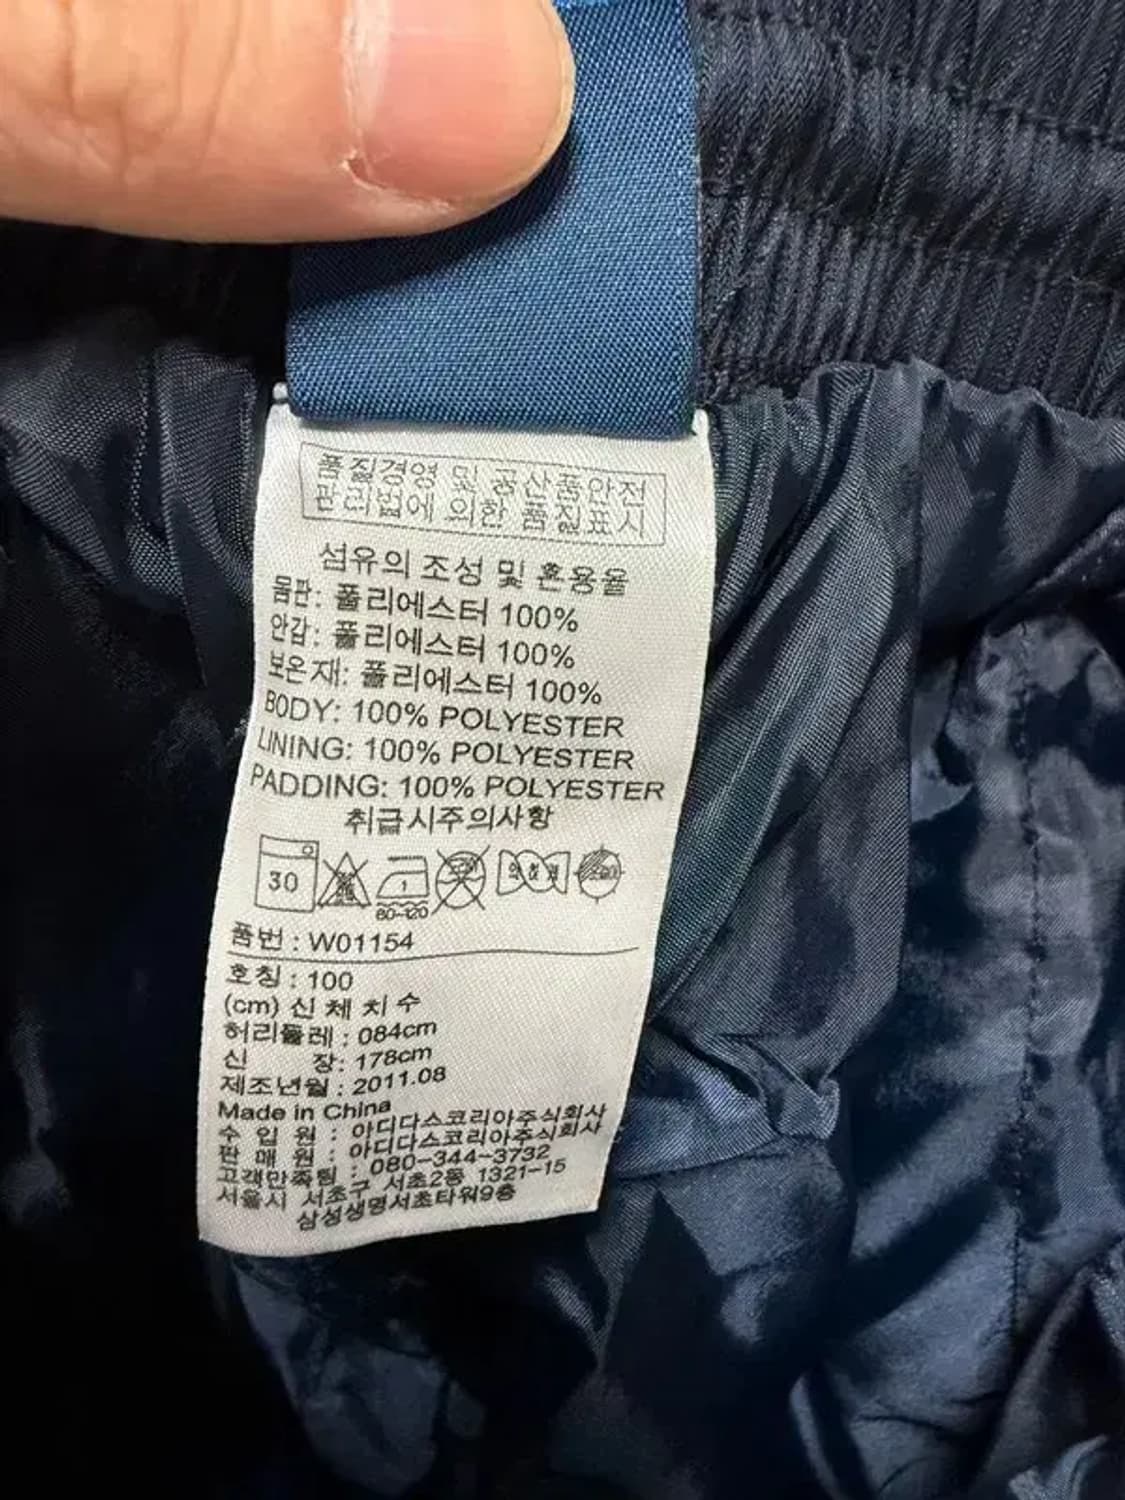 품질경영 및 공산품안전
관리법에 의한 품질표시
섬유의 조성 및 혼용율
몸판: 폴리에스터 100%
안감: 폴리에스터 100%
보온재: 폴리에스터 100%
BODY: 100% POLYESTER
LINING: 100% POLYESTER
PADDING: 100% POLYESTER
취급시주의사항
30 1
80-120
품번 : W01154
호칭 : 100
(cm) 신 체 치 수
허리둘레 : 084cm
신 장: 178cm
제조년월 : 2011.08
Made in China
수 입 원 : 아디다스코리아주식회사
판 매 원 : 아디다스코리아주식회사
고객만족팀 : 080-344-3732
서울시 서초구 서초2동 1321-15
삼성생명서초타워9층